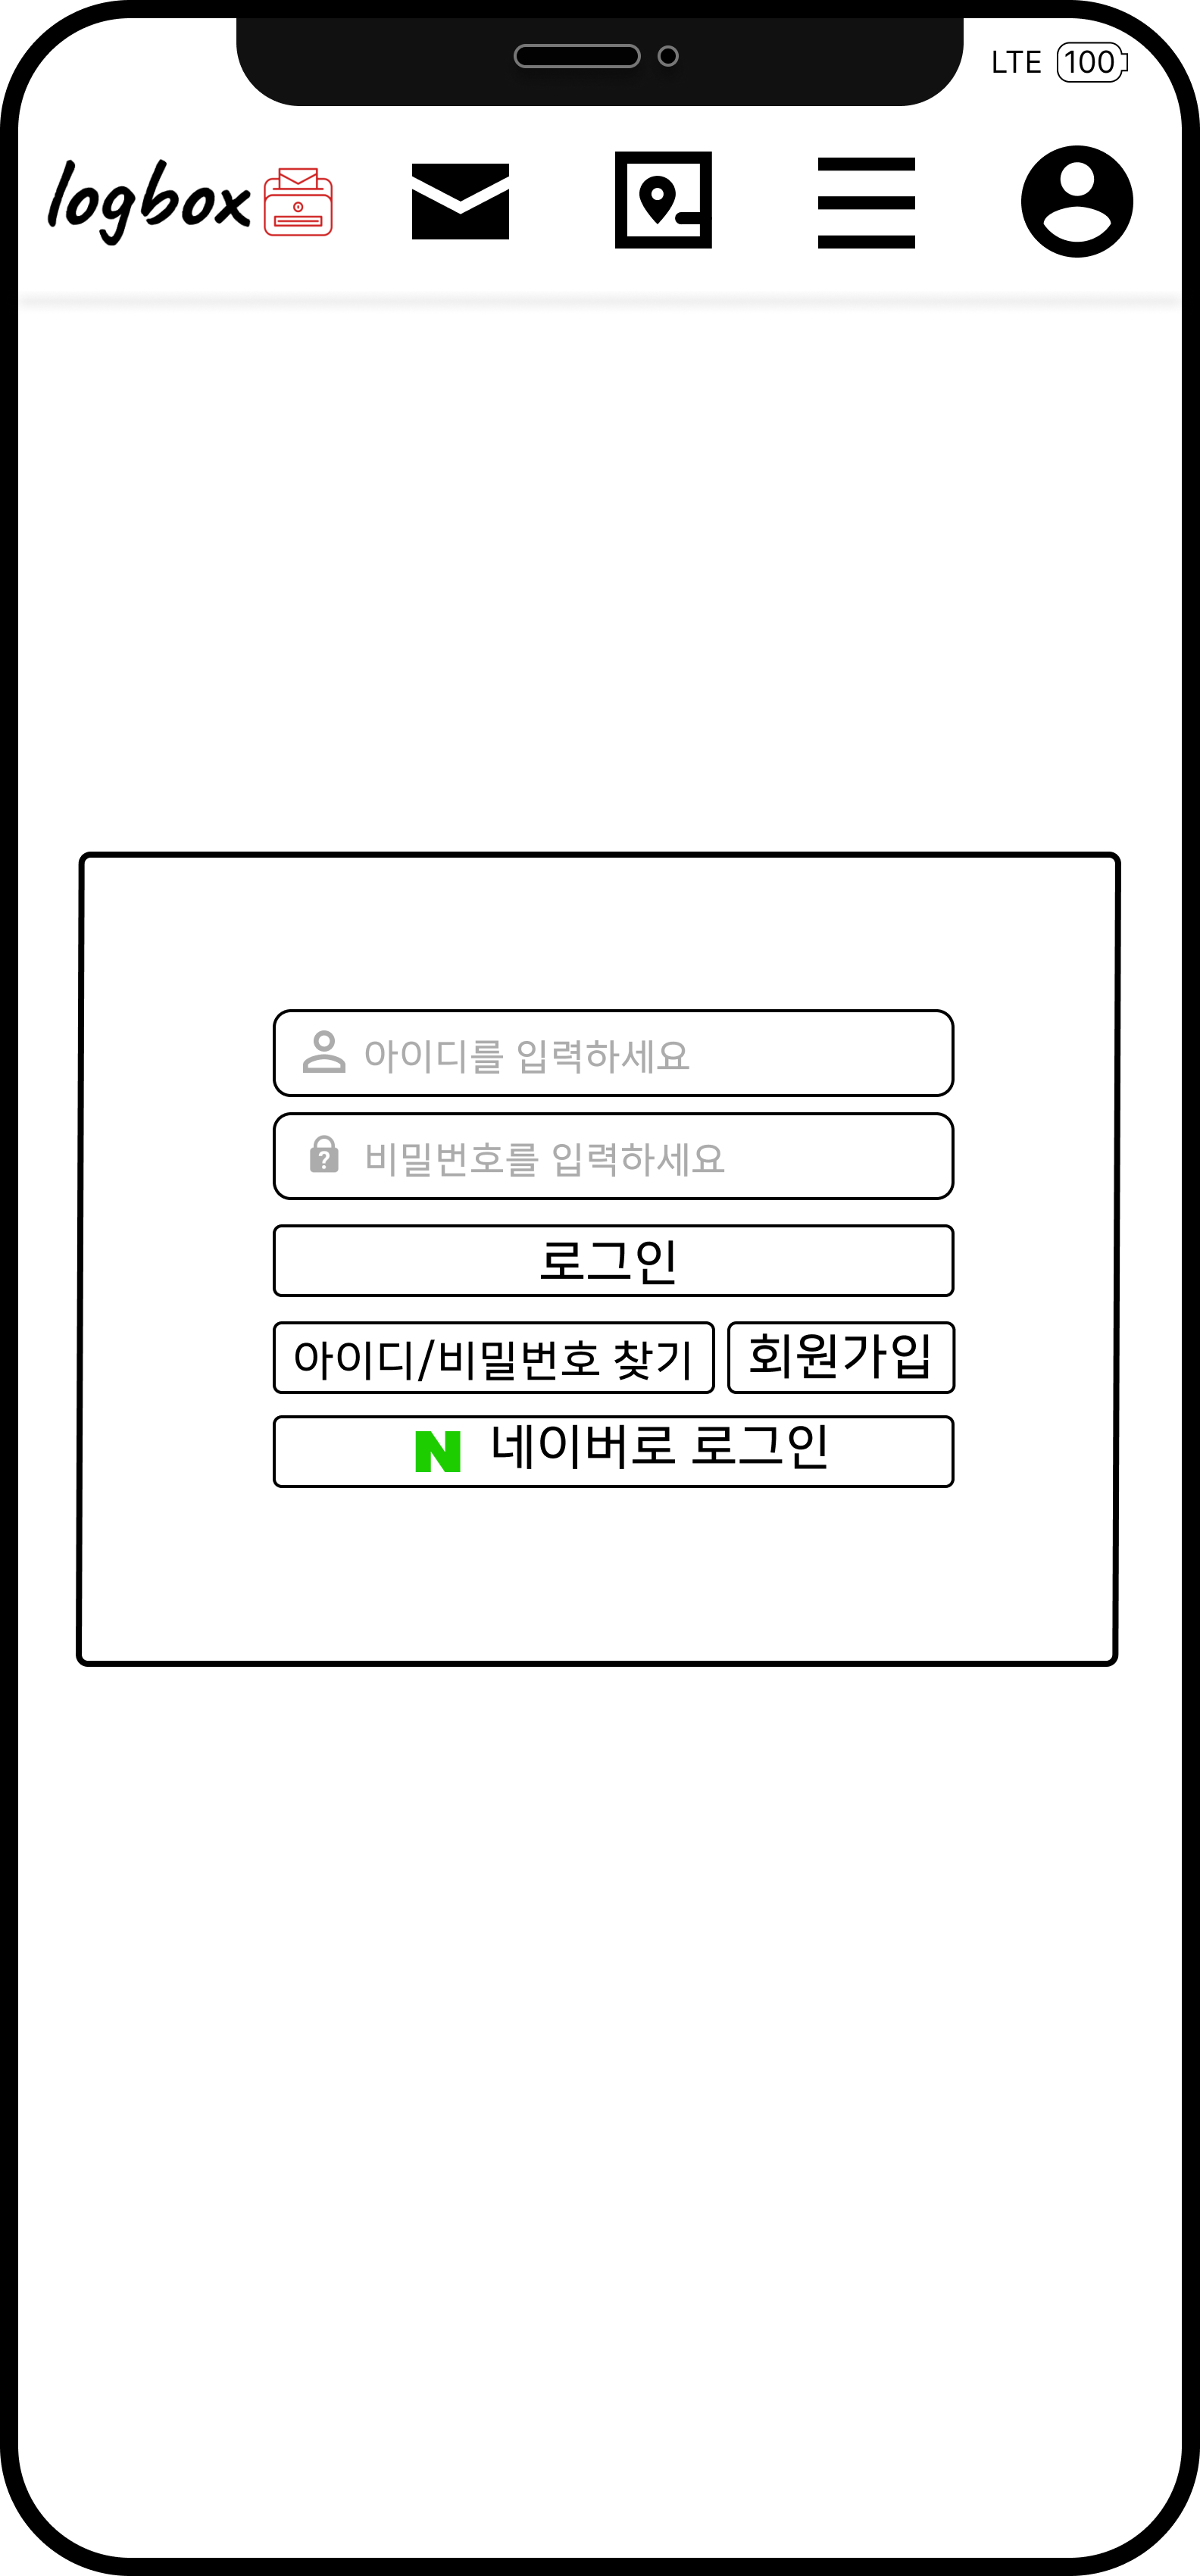 LTE 100
logbox
아이디를 입력하세요
비밀번호를 입력하세요
로그인
아이디/비밀번호 찾기 회원가입
N 네이버로 로그인